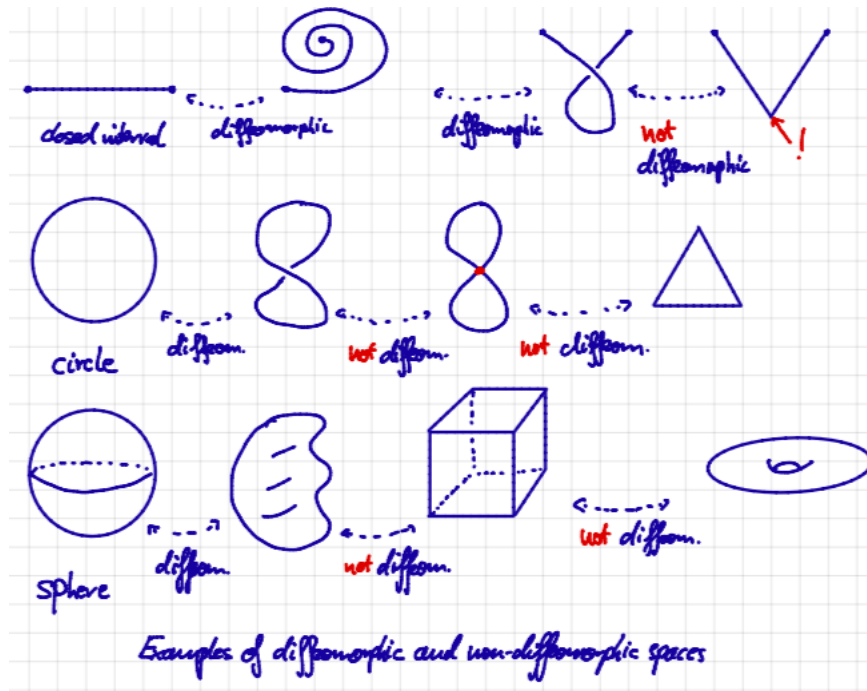 closed interval
diffeomorphic
diffeomorphic
not
diffeomorphic
!
circle
diffeom.
not diffeom.
not diffeom.
sphere
diffeom.
not diffeom.
not diffeom.
Examples of diffeomorphic and non-diffeomorphic spaces